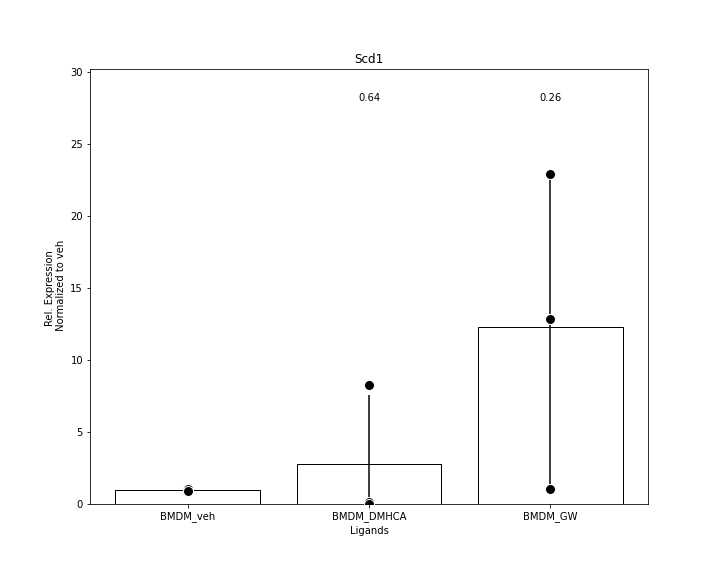 Scd1
30
25
20
15
10
5
0
Rel. Expression
Normalized to veh
0.64
0.26
BMDM_veh
BMDM_DMHCA
BMDM_GW
Ligands